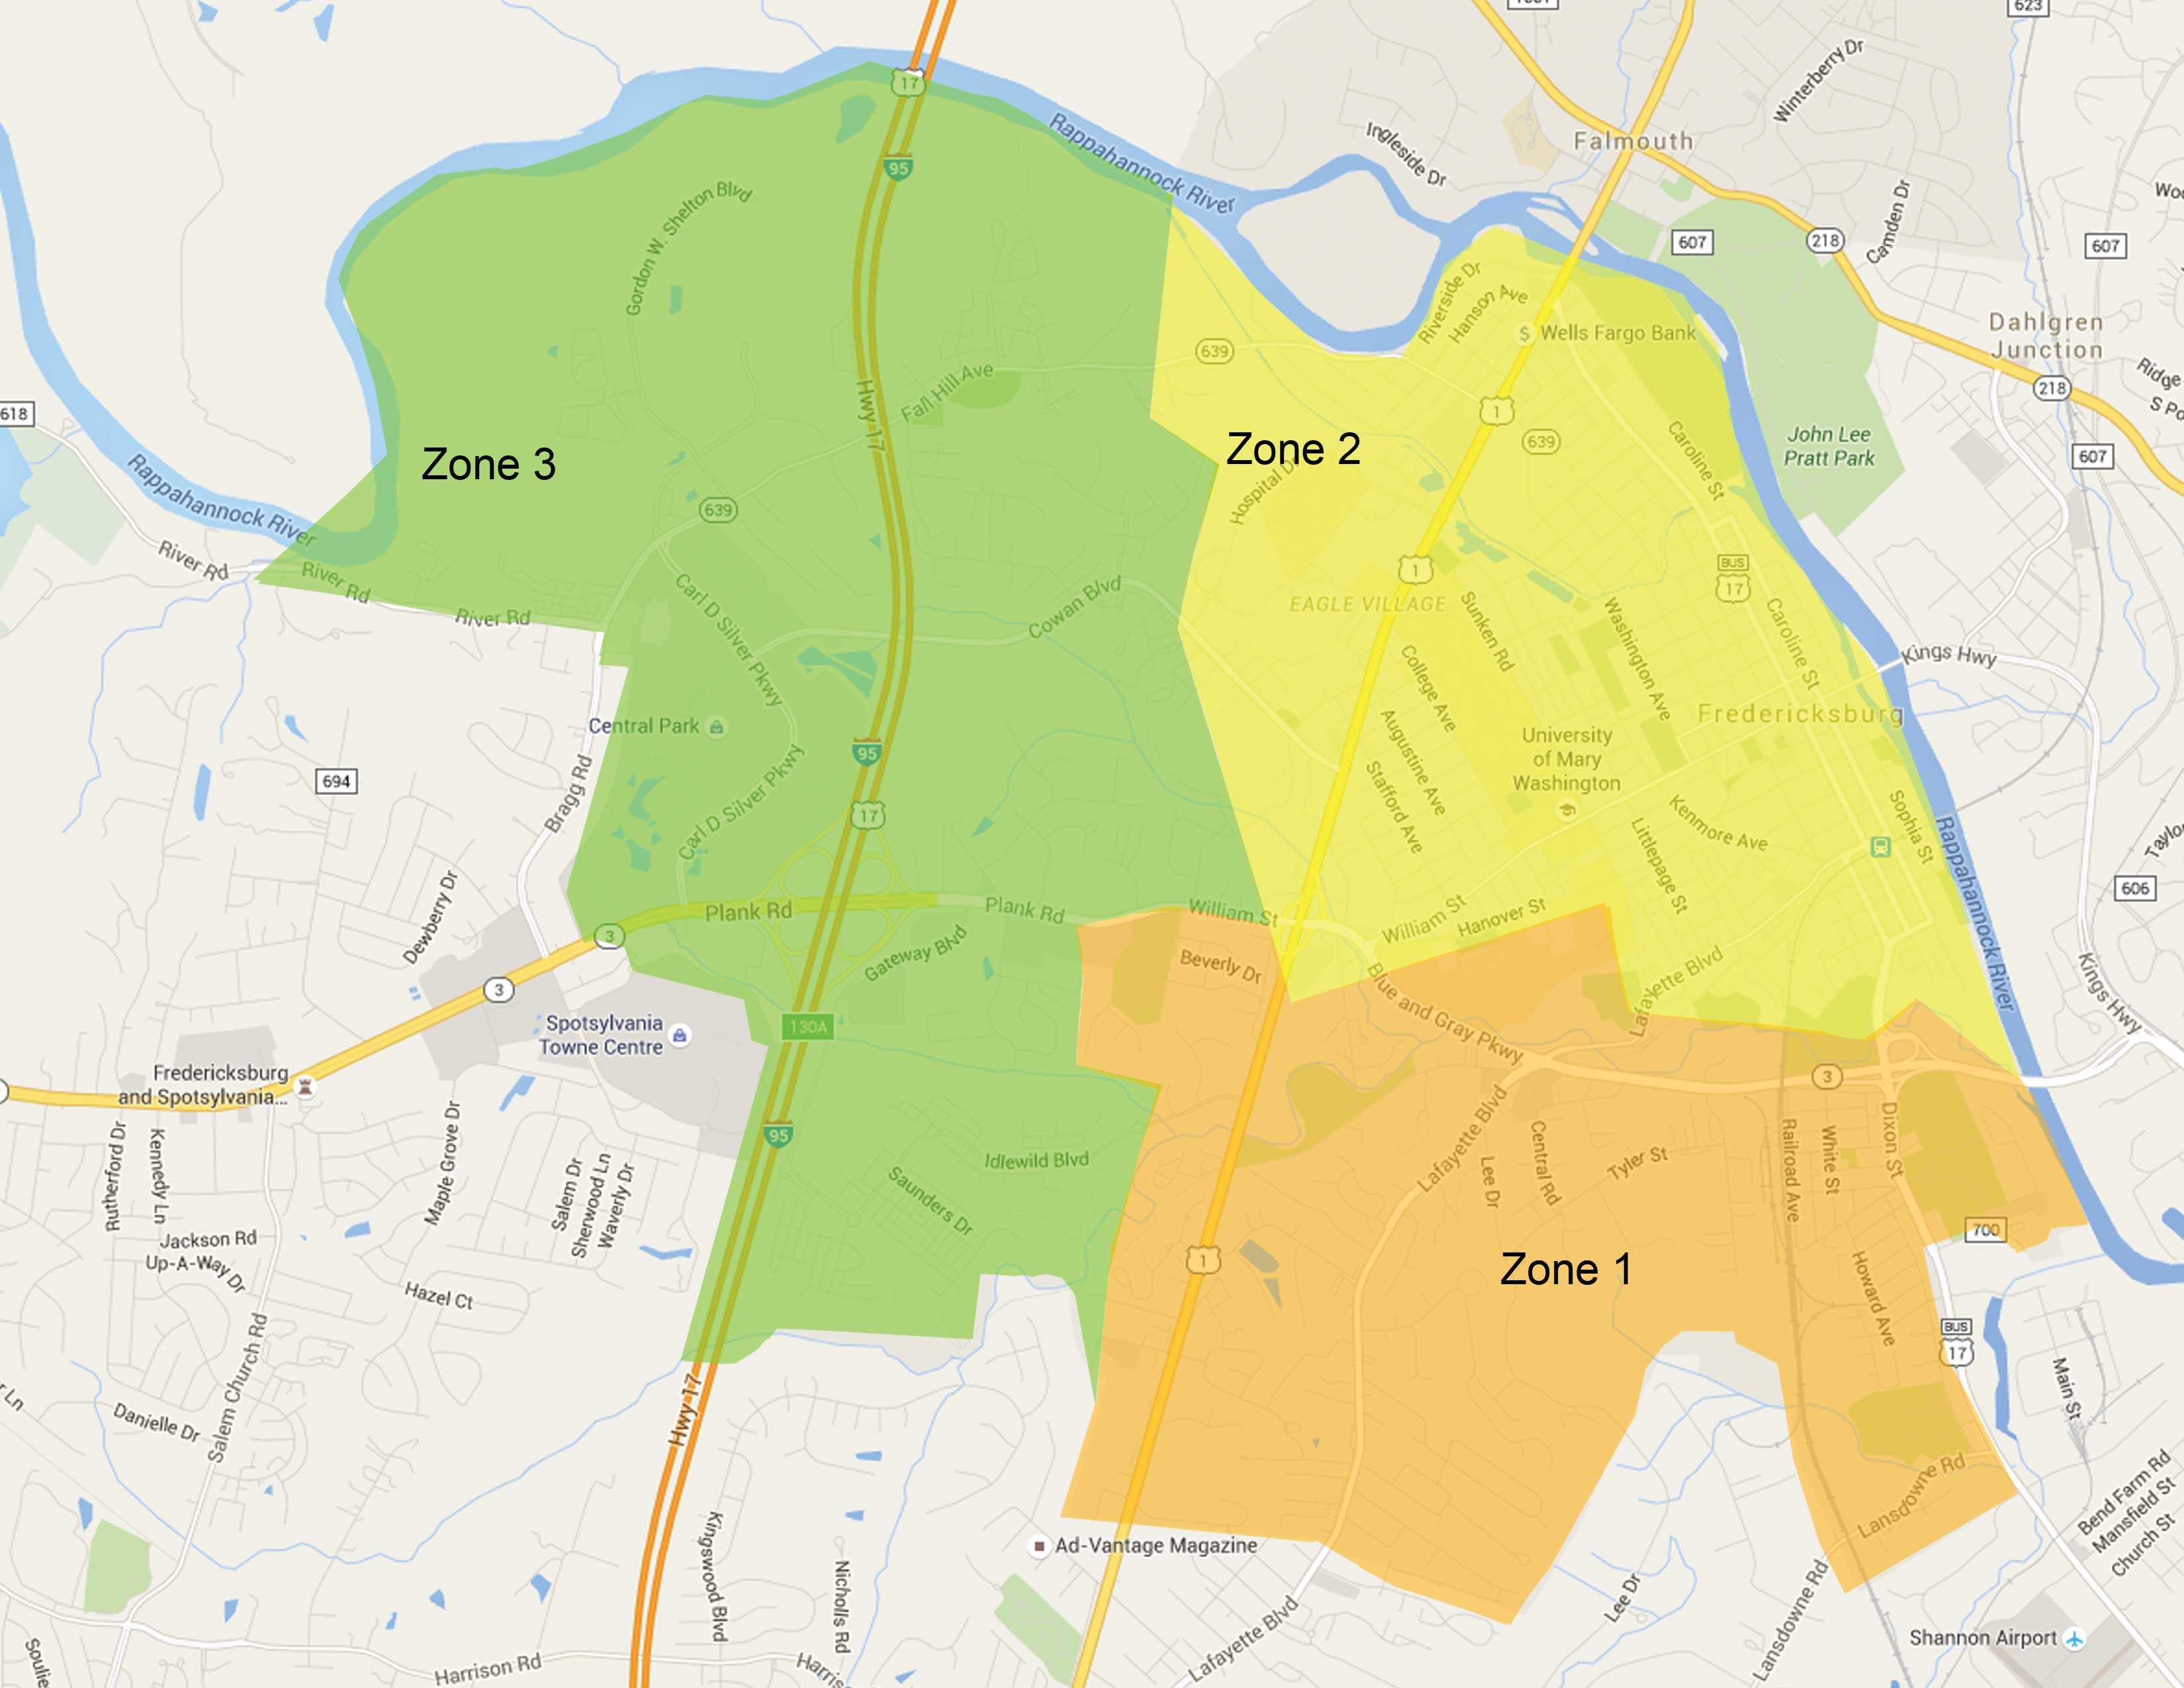 623
17
Winterberry Dr
Rappahannock River
Ingleside Dr
Falmouth
95
Gordon W. Shelton Blvd
Camden Dr
607
218
607
Riverside Dr
Hanson Ave
$ Wells Fargo Bank
Dahlgren
Junction
639
Hwy 17
Fall Hill Ave
218
Ridge
618
1
639
John Lee
Pratt Park
Caroline St
607
Zone 3
Zone 2
Hospital Dr
Rappahannock River
639
River Rd
River Rd
River Rd
Carl D Silver Pkwy
Cowan Blvd
1
EAGLE VILLAGE
Sunken Rd
BUS
17
Washington Ave
Caroline St
Kings Hwy
College Ave
Augustine Ave
Stafford Ave
Fredericksburg
University
of Mary
Washington
Central Park
95
694
Bragg Rd
17
Carl D Silver Pkwy
Kenmore Ave
Littlepage St
Sophia St
Rappahannock River
606
Dewberry Dr
Plank Rd
Plank Rd
William St
William St
Hanover St
3
3
Gateway Blvd
Beverly Dr
Blue and Gray Pkwy
Lafayette Blvd
Kings Hwy
Spotsylvania
Towne Centre
130A
Fredericksburg
and Spotsylvania...
3
95
Rutherford Dr
Kennedy Ln
Maple Grove Dr
Salem Dr
Sherwood Ln
Waverly Dr
Idlewild Blvd
Saunders Dr
Lafayette Blvd
Lee Dr
Central Rd
Tyler St
Railroad Ave
White St
Dixon St
Jackson Rd
Up-A-Way Dr
Hazel Ct
1
Zone 1
700
Howard Ave
BUS
17
Main St
Salem Church Rd
Danielle Dr
Hwy 17
Lansdowne Rd
Bend Farm Rd
Mansfield St
Church St
Kingswood Blvd
Nicholls Rd
Ad-Vantage Magazine
Lee Dr
Lansdowne Rd
Lafayette Blvd
Shannon Airport
Harrison Rd